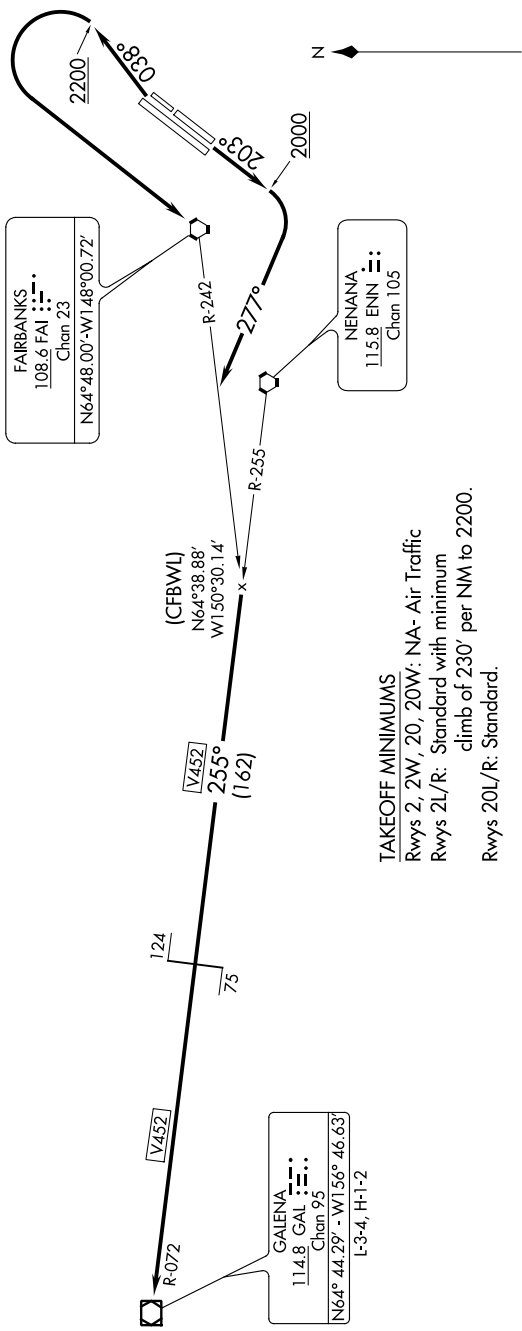 2200
038°
203°
2000
N
FAIRBANKS
108.6 FAI
Chan 23
N64°48.00'-W148°00.72'
R-242
277°
NENANA
115.8 ENN
Chan 105
R-255
(CFBWL)
N64°38.88'
W150°30.14'
x
V452
255°
(162)
124
75
V452
R-072
GALENA
114.8 GAL
Chan 95
N64° 44.29' - W156° 46.63'
L-3-4, H-1-2
TAKEOFF MINIMUMS
Rwys 2, 2W, 20, 20W: NA- Air Traffic
Rwys 2L/R: Standard with minimum
climb of 230' per NM to 2200.
Rwys 20L/R: Standard.